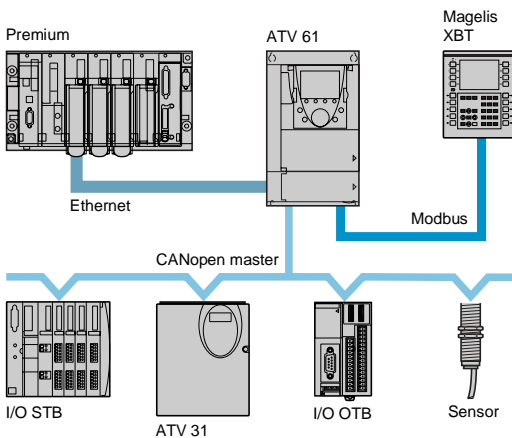 Premium
ATV 61
Magelis
XBT
Ethernet
Modbus
CANopen master
I/O STB
ATV 31
I/O OTB
Sensor